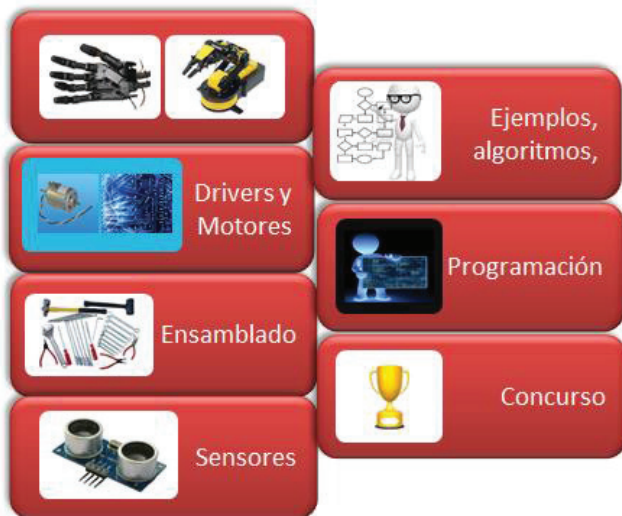 Drivers y
Motores
Ensamblado
Sensores
Ejemplos,
algoritmos,
Programación
Concurso